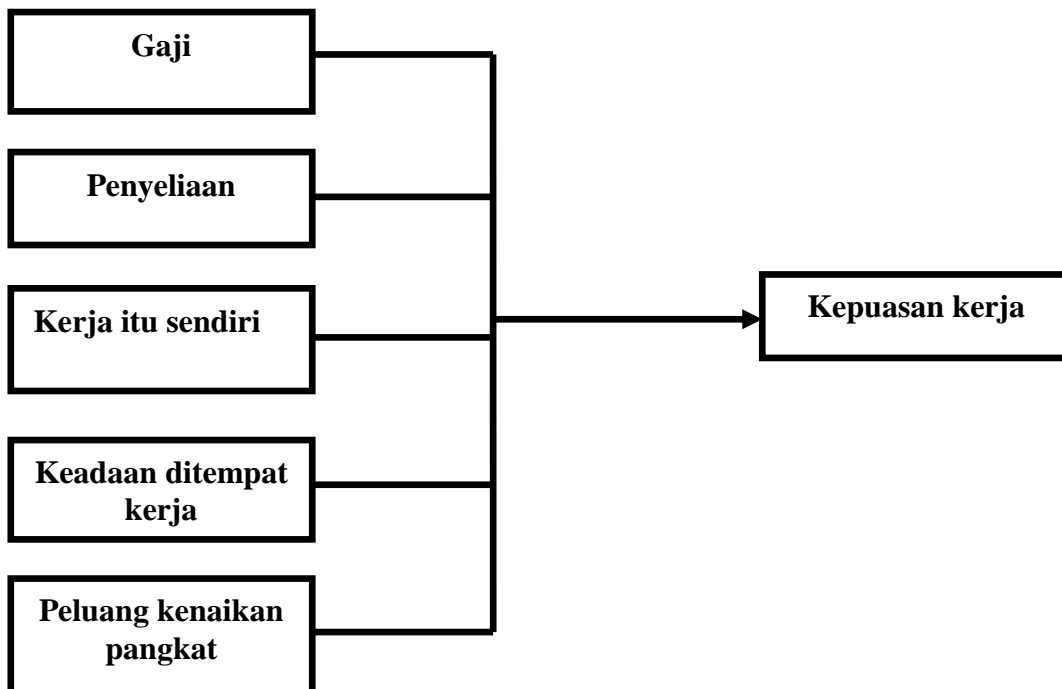 Gaji
Penyeliaan
Kerja itu sendiri
Keadaan ditempat
kerja
Peluang kenaikan
pangkat
Kepuasan kerja